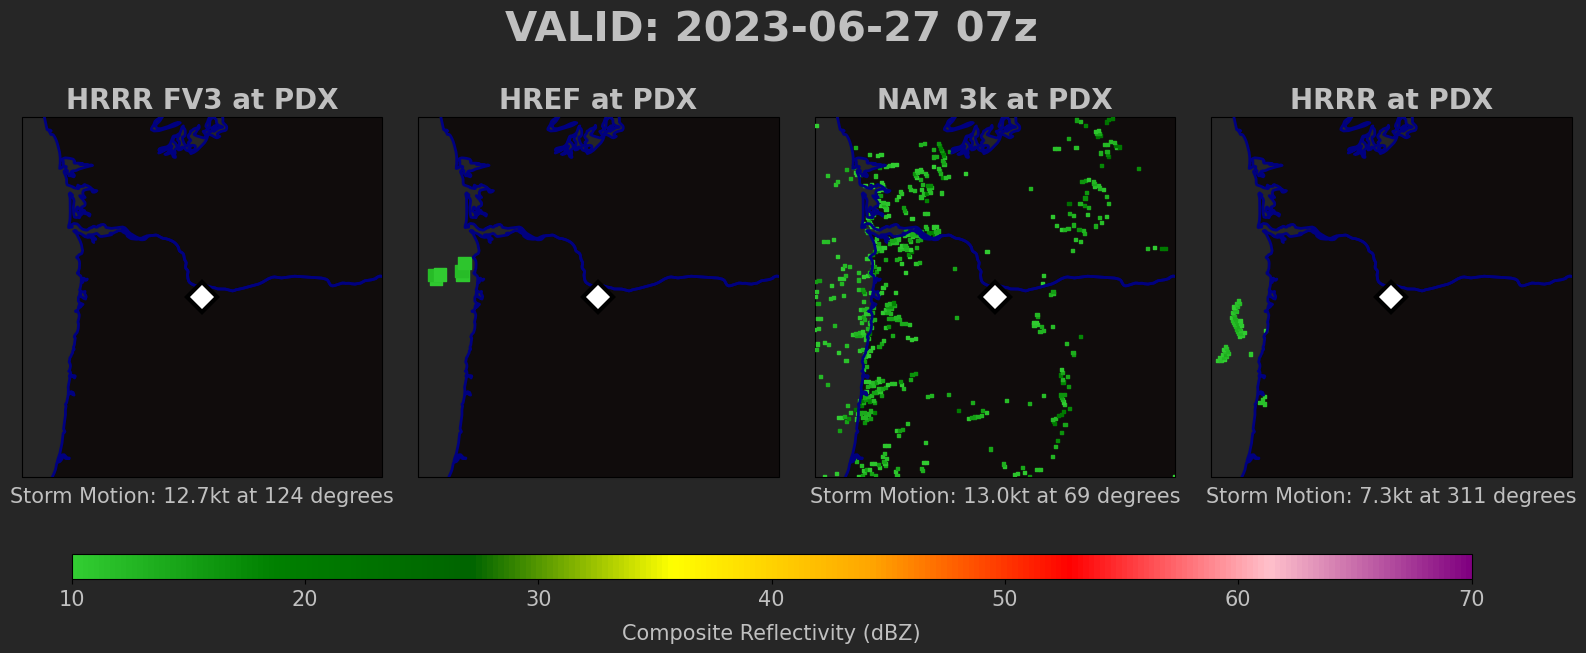 VALID: 2023-06-27 07z
HRRR FV3 at PDX
HREF at PDX
NAM 3k at PDX
HRRR at PDX
Storm Motion: 12.7kt at 124 degrees
Storm Motion: 13.0kt at 69 degrees
Storm Motion: 7.3kt at 311 degrees
10 20 30 40 50 60 70
Composite Reflectivity (dBZ)